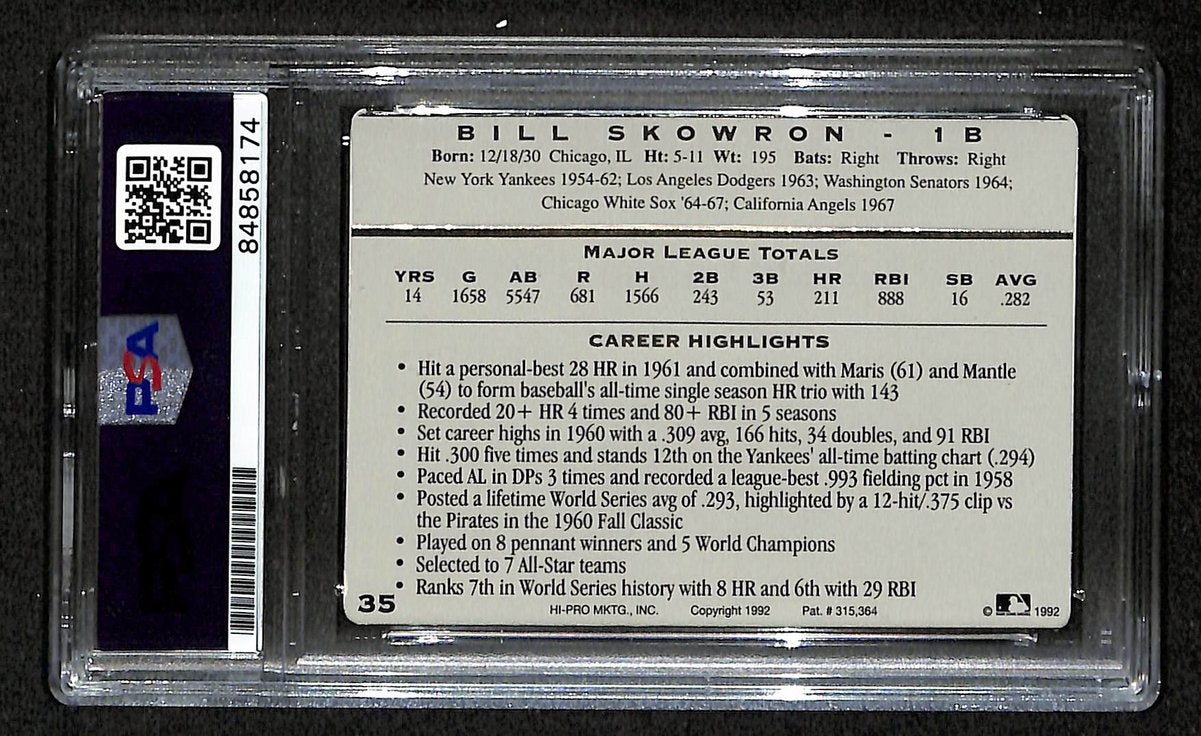 84858174
PSA
BILL SKOWRON - 1B
Born: 12/18/30 Chicago, IL Ht: 5-11 Wt: 195 Bats: Right Throws: Right
New York Yankees 1954-62; Los Angeles Dodgers 1963; Washington Senators 1964;
Chicago White Sox '64-67; California Angels 1967
MAJOR LEAGUE TOTALS
YRS G AB R H 2B 3B HR RBI SB AVG
14 1658 5547 681 1566 243 53 211 888 16 .282
CAREER HIGHLIGHTS
• Hit a personal-best 28 HR in 1961 and combined with Maris (61) and Mantle
(54) to form baseball's all-time single season HR trio with 143
• Recorded 20+ HR 4 times and 80+ RBI in 5 seasons
• Set career highs in 1960 with a .309 avg, 166 hits, 34 doubles, and 91 RBI
• Hit .300 five times and stands 12th on the Yankees' all-time batting chart (.294)
• Paced AL in DPs 3 times and recorded a league-best .993 fielding pct in 1958
• Posted a lifetime World Series avg of .293, highlighted by a 12-hit/.375 clip vs
the Pirates in the 1960 Fall Classic
• Played on 8 pennant winners and 5 World Champions
• Selected to 7 All-Star teams
• Ranks 7th in World Series history with 8 HR and 6th with 29 RBI
35 HI-PRO MKTG., INC. Copyright 1992 Pat. # 315,364 © 1992